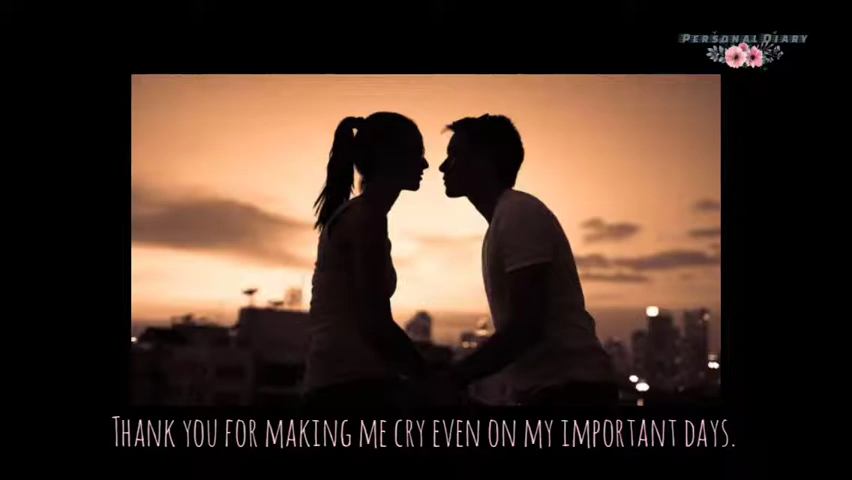 Personal Diary
Thank you for making me cry even on my important days.